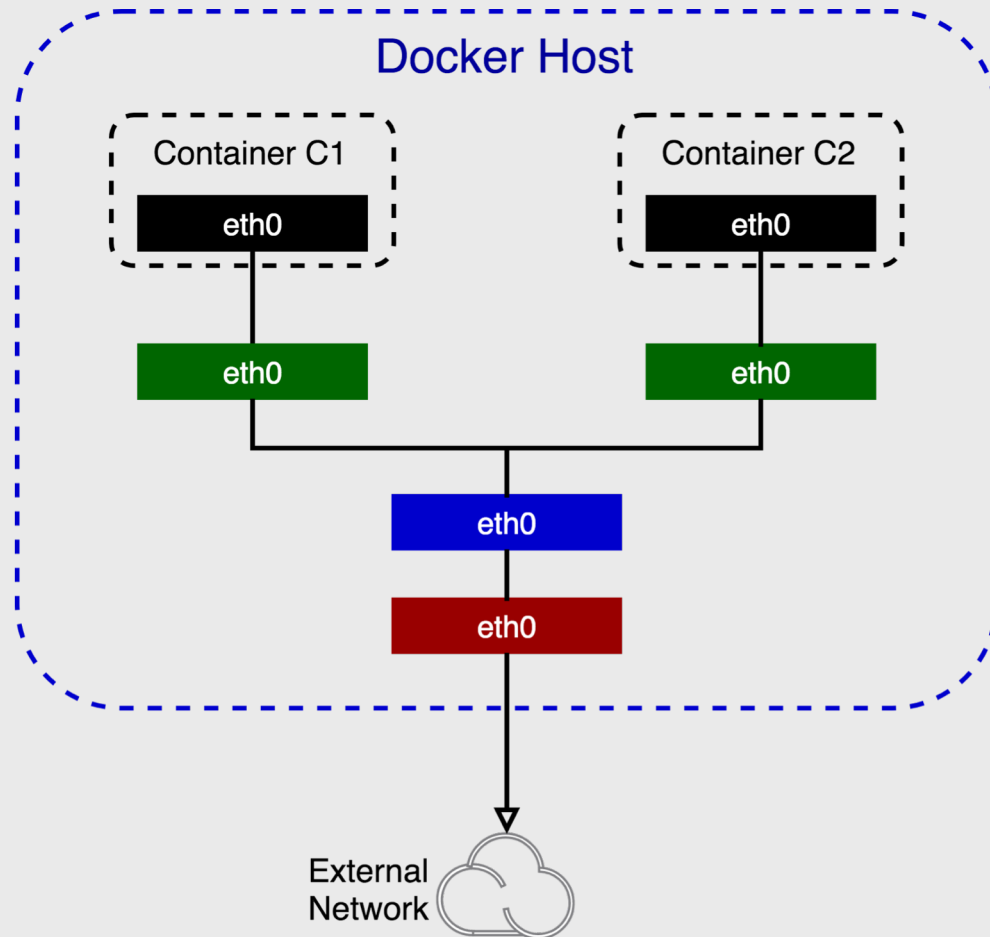 Docker Host
Container C1
Container C2
eth0
eth0
eth0
eth0
eth0
eth0
External
Network